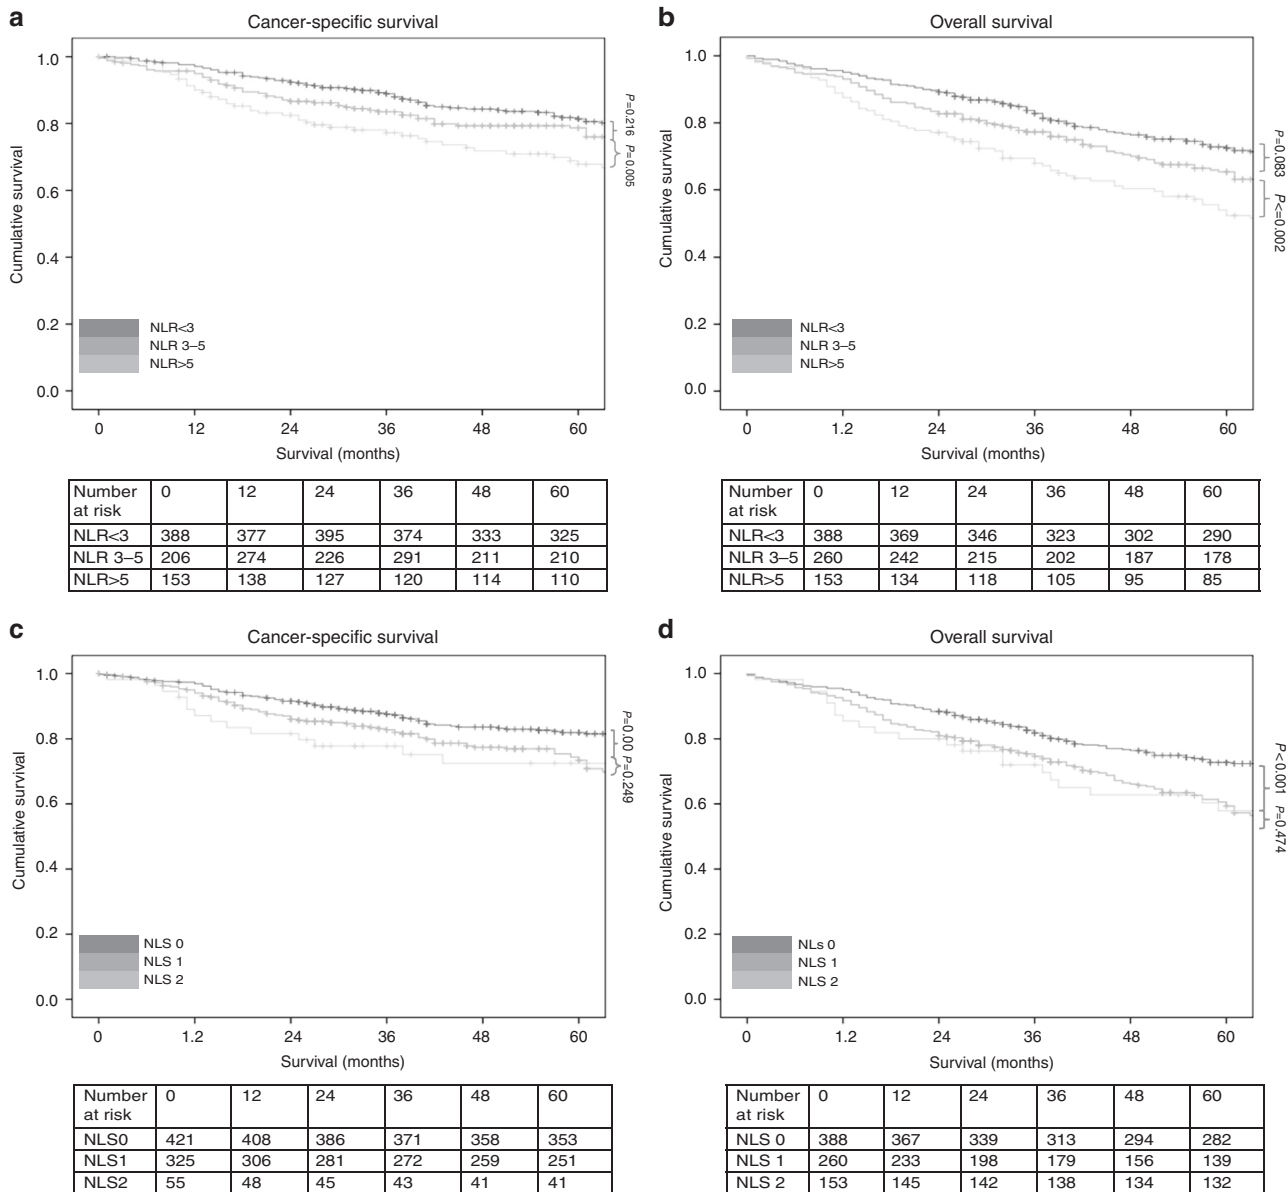 a
Cancer-specific survival
1.0
0.8
0.6
0.4
0.2
0.0
Cumulative survival
P=0.216
P=0.005
NLR<3
NLR 3–5
NLR>5
0 12 24 36 48 60
Survival (months)
Number at risk 0 12 24 36 48 60
NLR<3 388 377 395 374 333 325
NLR 3–5 206 274 226 291 211 210
NLR>5 153 138 127 120 114 110
b
Overall survival
1.0
0.8
0.6
0.4
0.2
0.0
Cumulative survival
P=0.083
P<=0.002
NLR<3
NLR 3–5
NLR>5
0 1.2 24 36 48 60
Survival (months)
Number at risk 0 12 24 36 48 60
NLR<3 388 369 346 323 302 290
NLR 3–5 260 242 215 202 187 178
NLR>5 153 134 118 105 95 85
c
Cancer-specific survival
1.0
0.8
0.6
0.4
0.2
0.0
Cumulative survival
P=0.00
P=0.249
NLS 0
NLS 1
NLS 2
0 1.2 24 36 48 60
Survival (months)
Number at risk 0 12 24 36 48 60
NLS0 421 408 386 371 358 353
NLS1 325 306 281 272 259 251
NLS2 55 48 45 43 41 41
d
Overall survival
1.0
0.8
0.6
0.4
0.2
0.0
Cumulative survival
P<0.001
P=0.474
NLs 0
NLS 1
NLS 2
0 1.2 24 36 48 60
Survival (months)
Number at risk 0 12 24 36 48 60
NLS 0 388 367 339 313 294 282
NLS 1 260 233 198 179 156 139
NLS 2 153 145 142 138 134 132